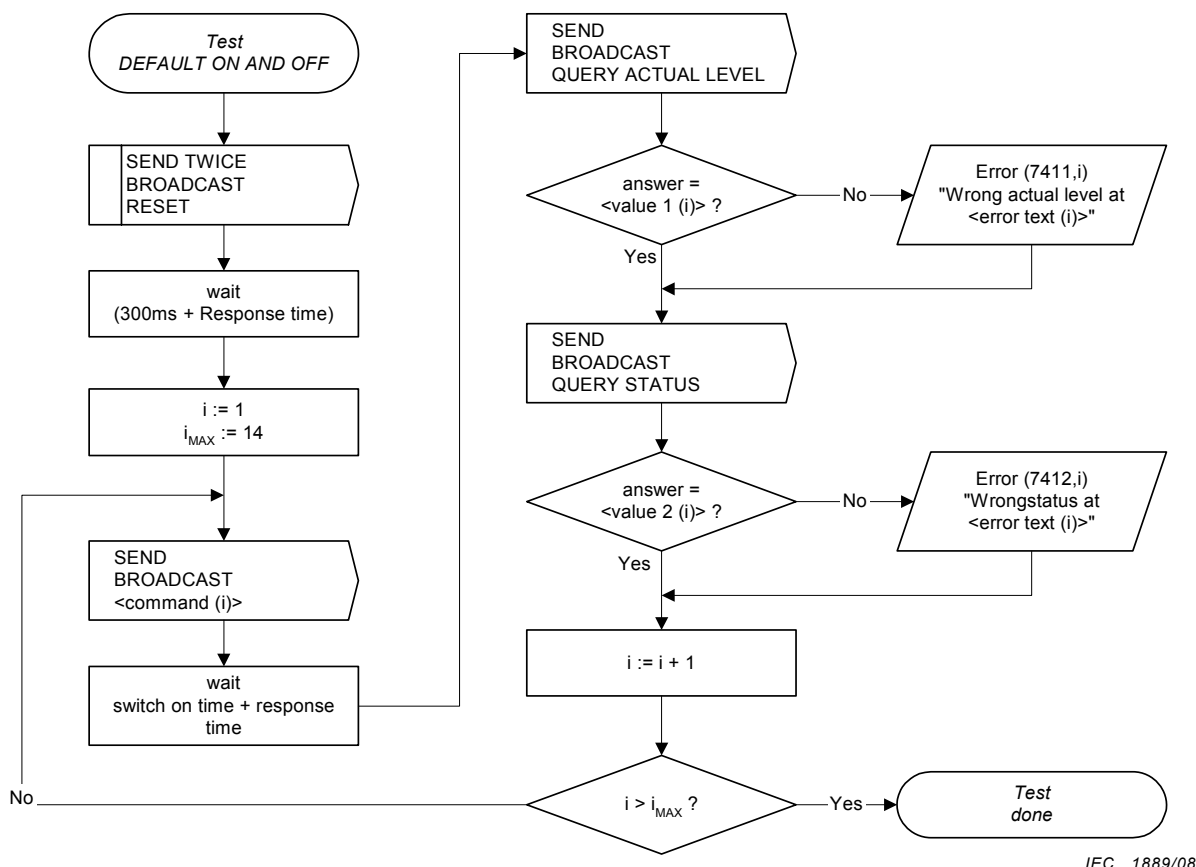 Test
DEFAULT ON AND OFF
SEND TWICE
BROADCAST
RESET
wait
(300ms + Response time)
i := 1
iMAX := 14
SEND
BROADCAST
<command (i)>
wait
switch on time + response
time
SEND
BROADCAST
QUERY ACTUAL LEVEL
answer =
<value 1 (i)> ?
No
Error (7411,i)
"Wrong actual level at
<error text (i)>"
Yes
SEND
BROADCAST
QUERY STATUS
answer =
<value 2 (i)> ?
No
Error (7412,i)
"Wrongstatus at
<error text (i)>"
Yes
i := i + 1
i > iMAX ?
No
Yes
Test
done
IEC 1889/08